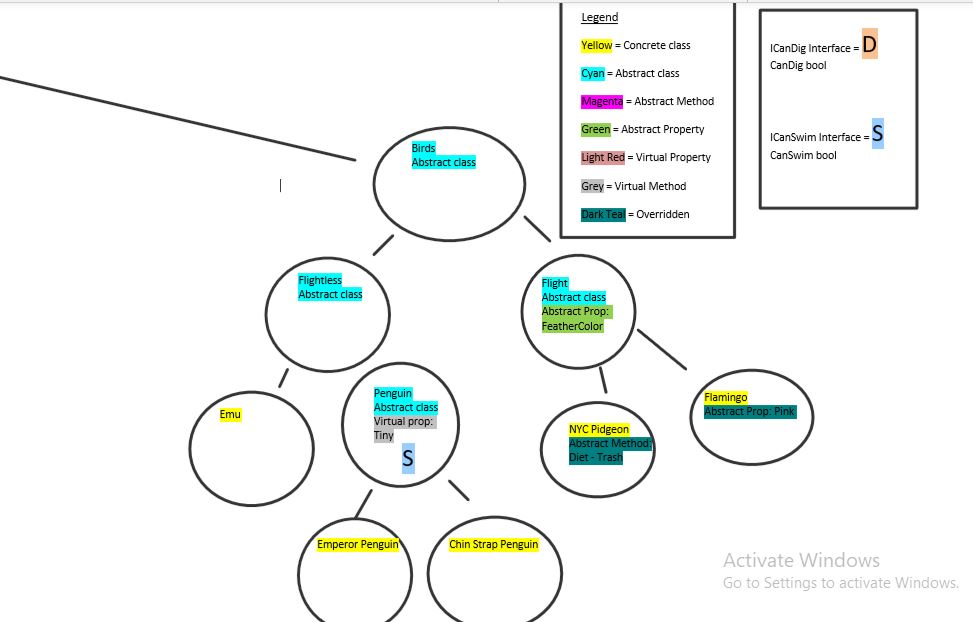 Legend
Yellow = Concrete class
Cyan = Abstract class
Magenta = Abstract Method
Green = Abstract Property
Light Red = Virtual Property
Grey = Virtual Method
Dark Teal = Overridden
ICanDig Interface = D
CanDig bool
ICanSwim Interface = S
CanSwim bool
Birds
Abstract class
Flightless
Abstract class
Flight
Abstract class
Abstract Prop:
FeatherColor
Emu
Penguin
Abstract class
Virtual prop:
Tiny
S
NYC Pidgeon
Abstract Method:
Diet - Trash
Flamingo
Abstract Prop: Pink
Emperor Penguin
Chin Strap Penguin
Activate Windows
Go to Settings to activate Windows.